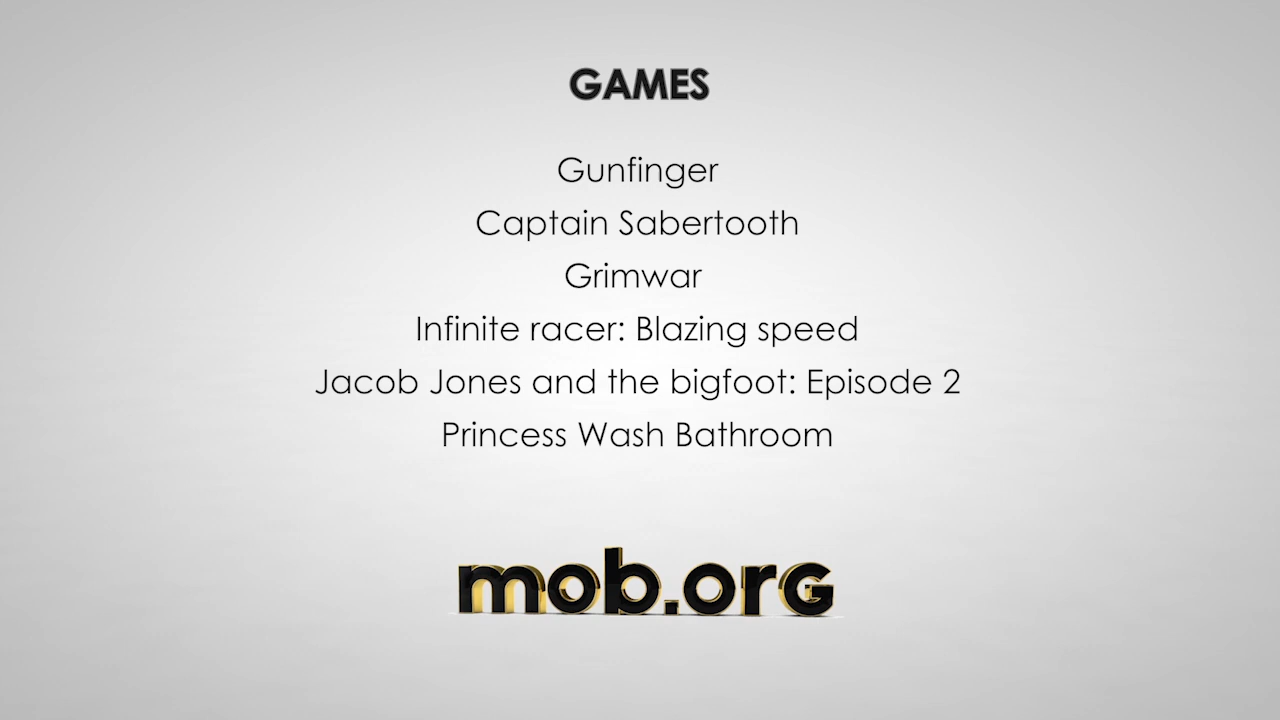 GAMES
Gunfinger
Captain Sabertooth
Grimwar
Infinite racer: Blazing speed
Jacob Jones and the bigfoot: Episode 2
Princess Wash Bathroom
mob.orG